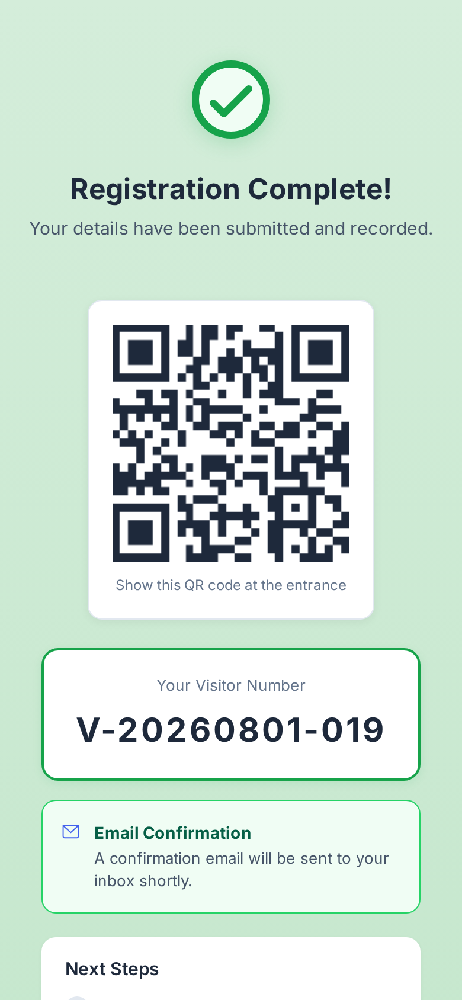 Registration Complete!
Your details have been submitted and recorded.
Show this QR code at the entrance
Your Visitor Number
V-20260801-019
Email Confirmation
A confirmation email will be sent to your
inbox shortly.
Next Steps